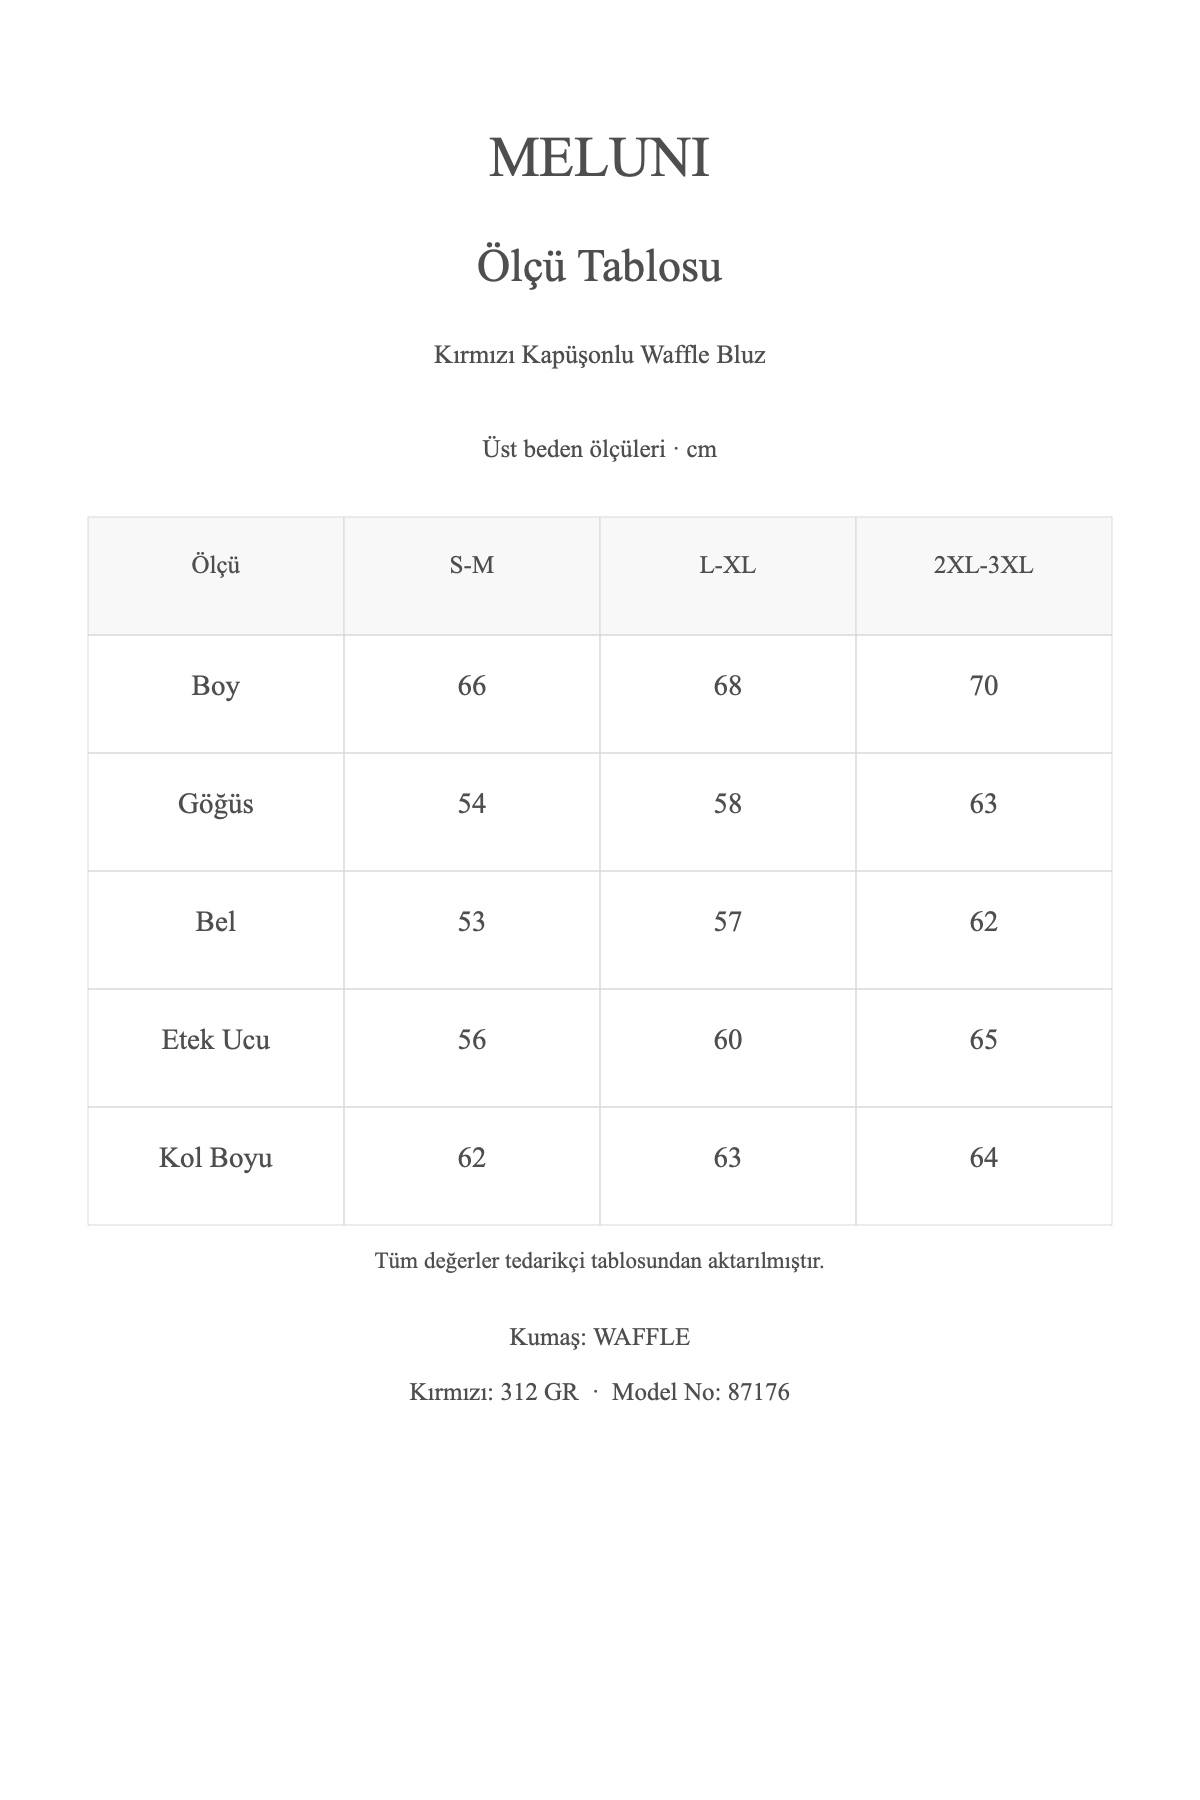 MELUNI
Ölçü Tablosu
Kırmızı Kapüşonlu Waffle Bluz
Üst beden ölçüleri · cm
Ölçü S-M L-XL 2XL-3XL
Boy 66 68 70
Göğüs 54 58 63
Bel 53 57 62
Etek Ucu 56 60 65
Kol Boyu 62 63 64
Tüm değerler tedarikçi tablosundan aktarılmıştır.
Kumaş: WAFFLE
Kırmızı: 312 GR · Model No: 87176